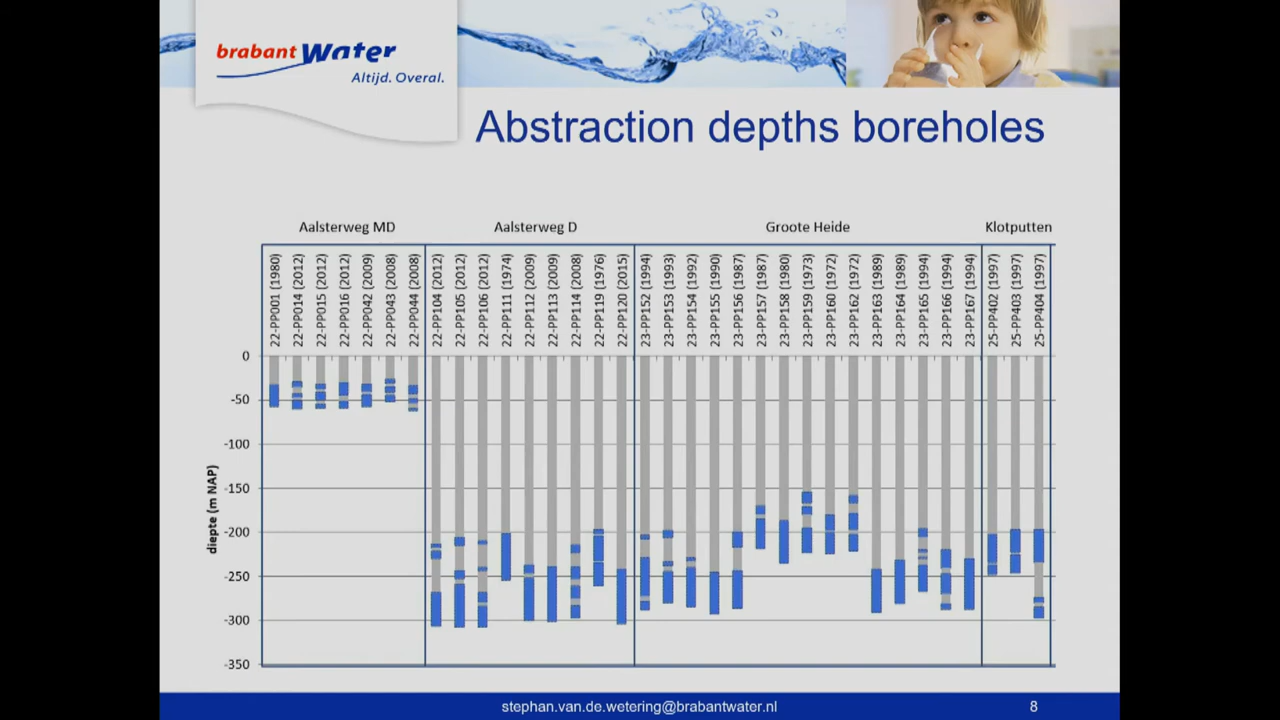 brabant Water
Altijd. Overal.
Abstraction depths boreholes
Aalsterweg MD
Aalsterweg D
Groote Heide
Klotputten
22-PP001 (1980)
22-PP014 (2012)
22-PP015 (2012)
22-PP016 (2012)
22-PP042 (2009)
22-PP043 (2008)
22-PP044 (2008)
22-PP104 (2012)
22-PP105 (2012)
22-PP106 (2012)
22-PP111 (1974)
22-PP112 (2009)
22-PP113 (2009)
22-PP114 (2008)
22-PP119 (1976)
22-PP120 (2015)
23-PP152 (1994)
23-PP153 (1993)
23-PP154 (1992)
23-PP155 (1990)
23-PP156 (1987)
23-PP157 (1987)
23-PP158 (1980)
23-PP159 (1973)
23-PP160 (1972)
23-PP162 (1972)
23-PP163 (1989)
23-PP164 (1989)
23-PP165 (1994)
23-PP166 (1994)
23-PP167 (1994)
25-PP402 (1997)
25-PP403 (1997)
25-PP404 (1997)
0
-50
-100
-150
-200
-250
-300
-350
diepte (m NAP)
stephan.van.de.wetering@brabantwater.nl
8